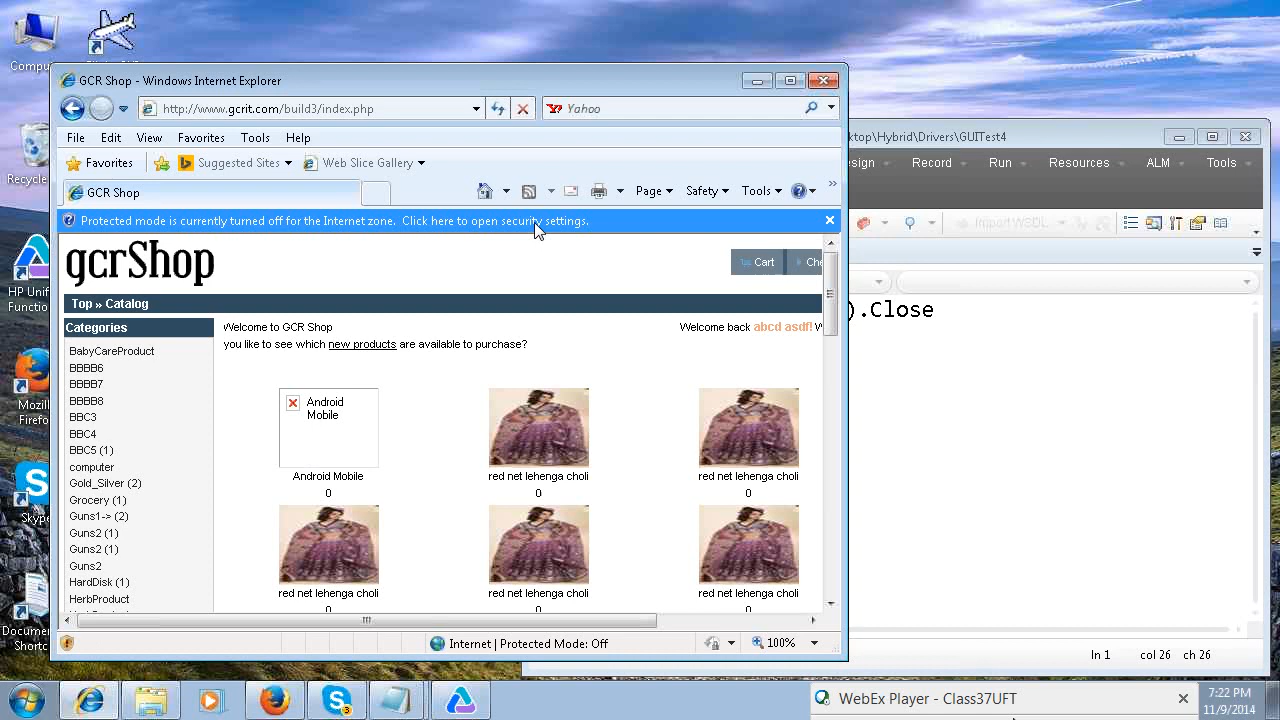 Compu
GCR Shop - Windows Internet Explorer
http://www.gcrit.com/build3/index.php
Yahoo
File Edit View Favorites Tools Help
Favorites Suggested Sites Web Slice Gallery
GCR Shop
Page Safety Tools
Protected mode is currently turned off for the Internet zone. Click here to open security settings.
gcrShop
Cart Che
Top » Catalog
Categories
BabyCareProduct
BBBB6
BBBB7
BBBB8
BBC3
BBC4
BBC5 (1)
computer
Gold_Silver (2)
Grocery (1)
Guns1-> (2)
Guns2 (1)
Guns2 (1)
Guns2
HardDisk (1)
HerbProduct
Welcome to GCR Shop
Welcome back abcd asdf! W
you like to see which new products are available to purchase?
Android
Mobile
Android Mobile
0
red net lehenga choli
0
red net lehenga choli
0
red net lehenga choli
0
red net lehenga choli
0
red net lehenga choli
0
Internet | Protected Mode: Off
100%
ktop\Hybrid\Drivers\GUITest4
esign Record Run Resources ALM Tools
Import WSDL
).Close
ln 1 col 26 ch 26
Recycle
HP Unif
Function
Mozill
Firefo
Skype
Docum
Shortc
3
WebEx Player - Class37UFT
7:22 PM
11/9/2014